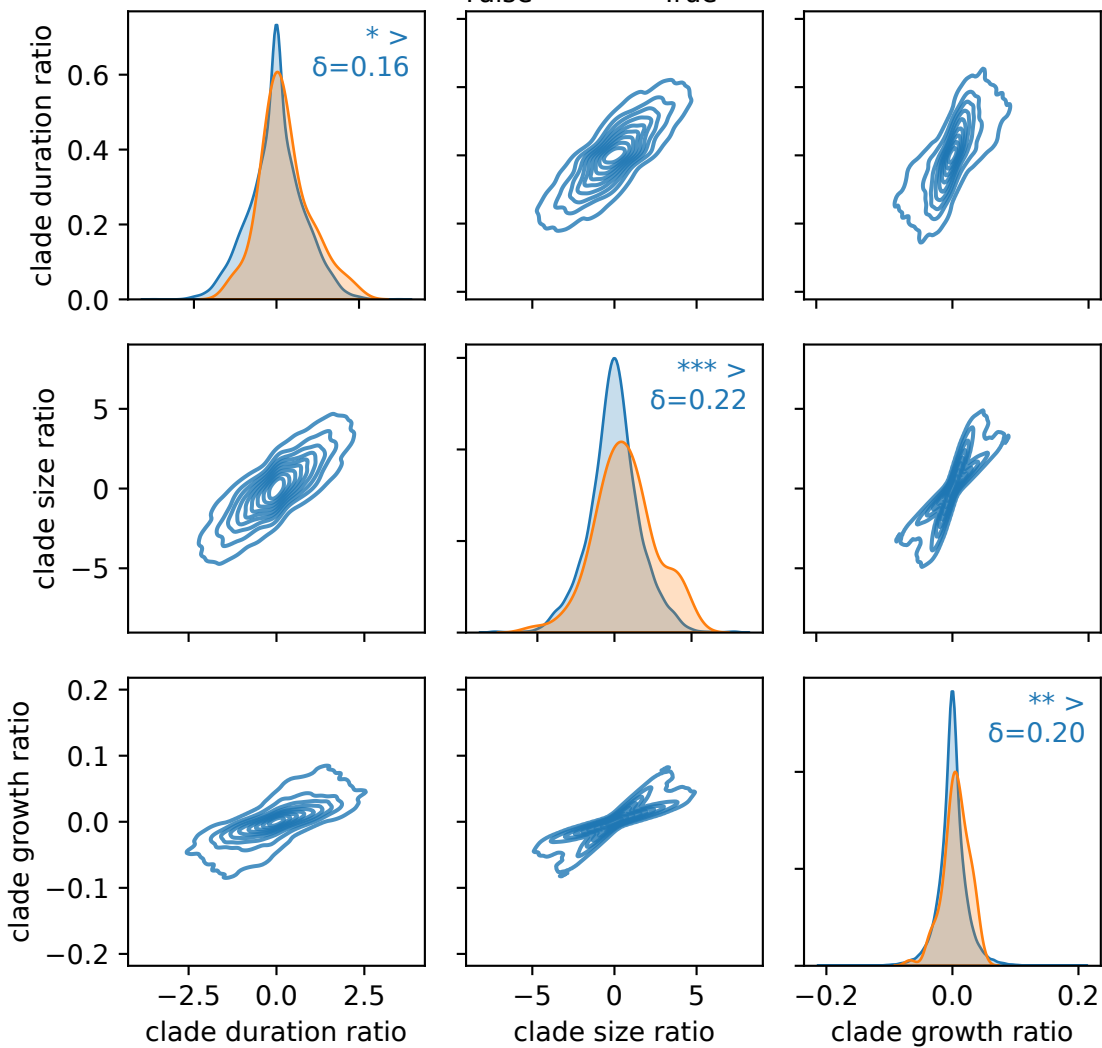 clade duration ratio
0.6
0.4
0.2
0.0
* >
δ=0.16
clade size ratio
5
0
−5
*** >
δ=0.22
clade growth ratio
0.2
0.1
0.0
−0.1
−0.2
** >
δ=0.20
−2.5 0.0 2.5
−5 0 5
−0.2 0.0 0.2
clade duration ratio
clade size ratio
clade growth ratio